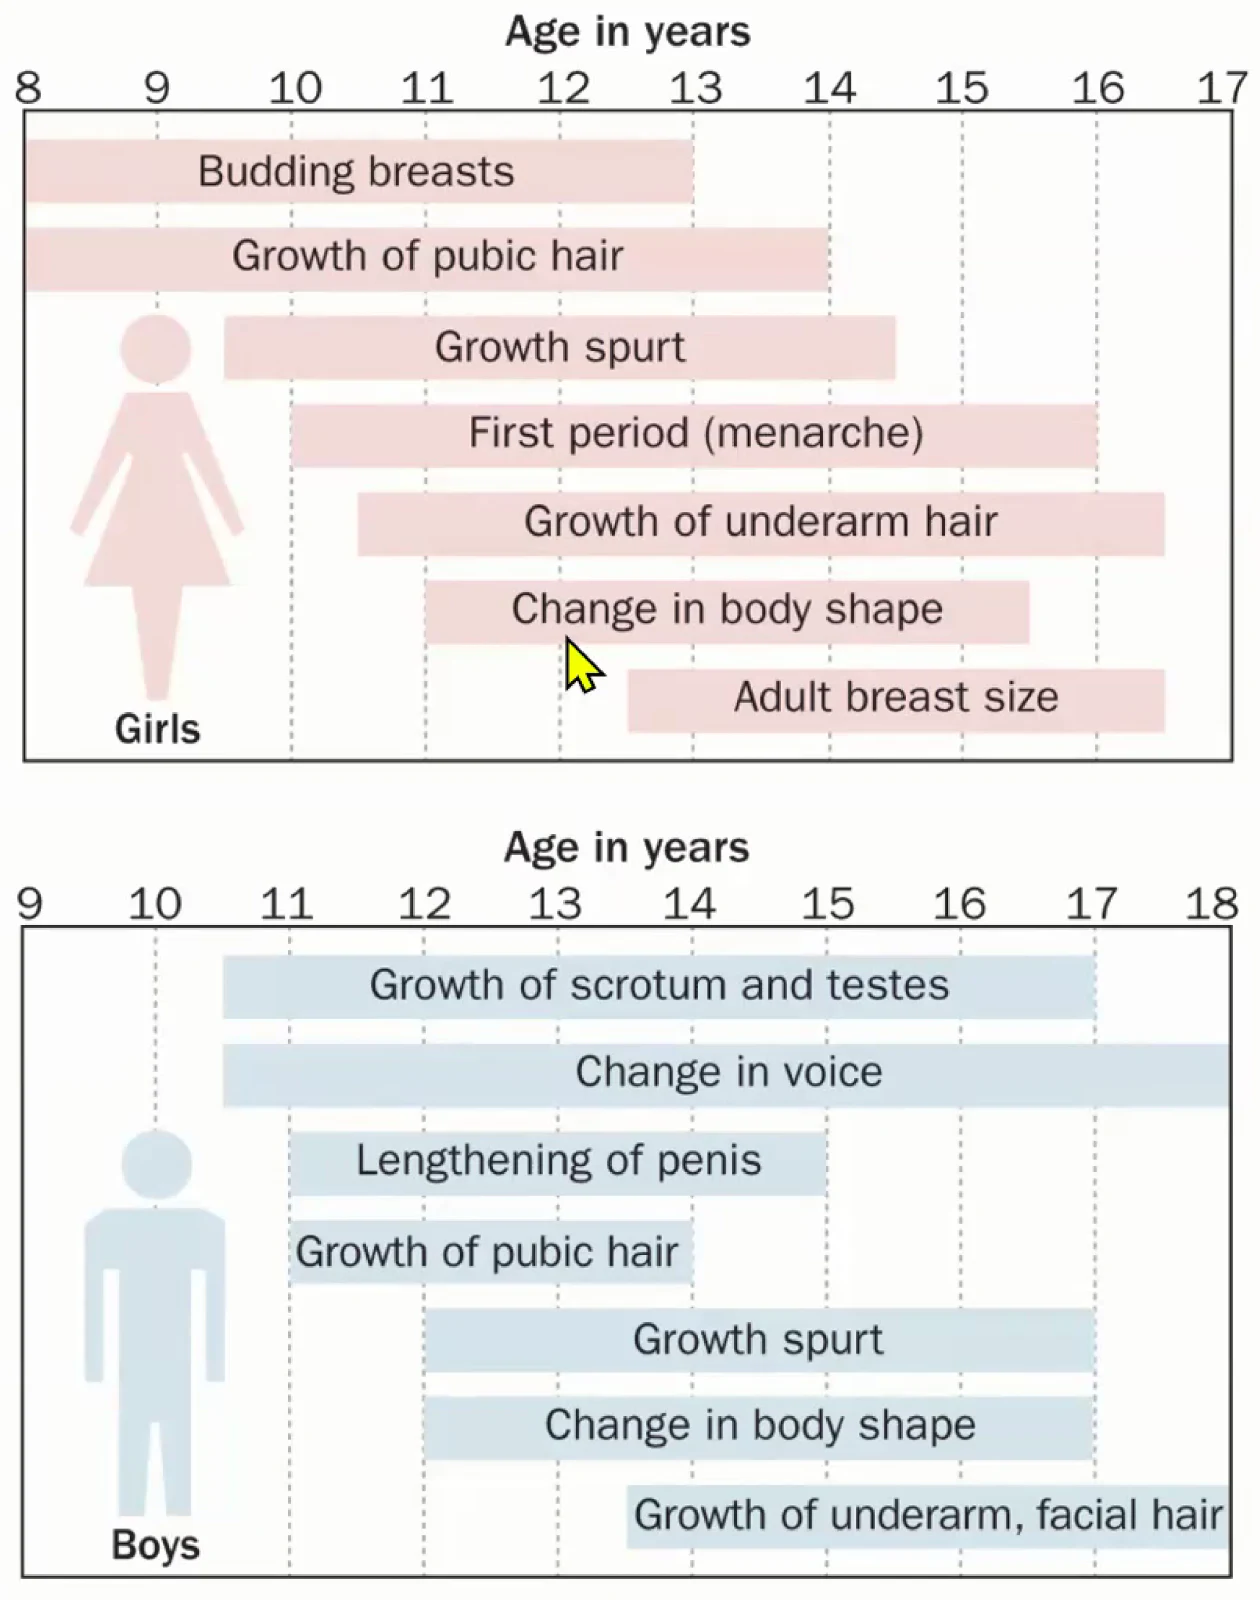 Age in years
8 9 10 11 12 13 14 15 16 17
Budding breasts
Growth of pubic hair
Growth spurt
First period (menarche)
Growth of underarm hair
Change in body shape
Adult breast size
Girls
Age in years
9 10 11 12 13 14 15 16 17 18
Growth of scrotum and testes
Change in voice
Lengthening of penis
Growth of pubic hair
Growth spurt
Change in body shape
Growth of underarm, facial hair
Boys